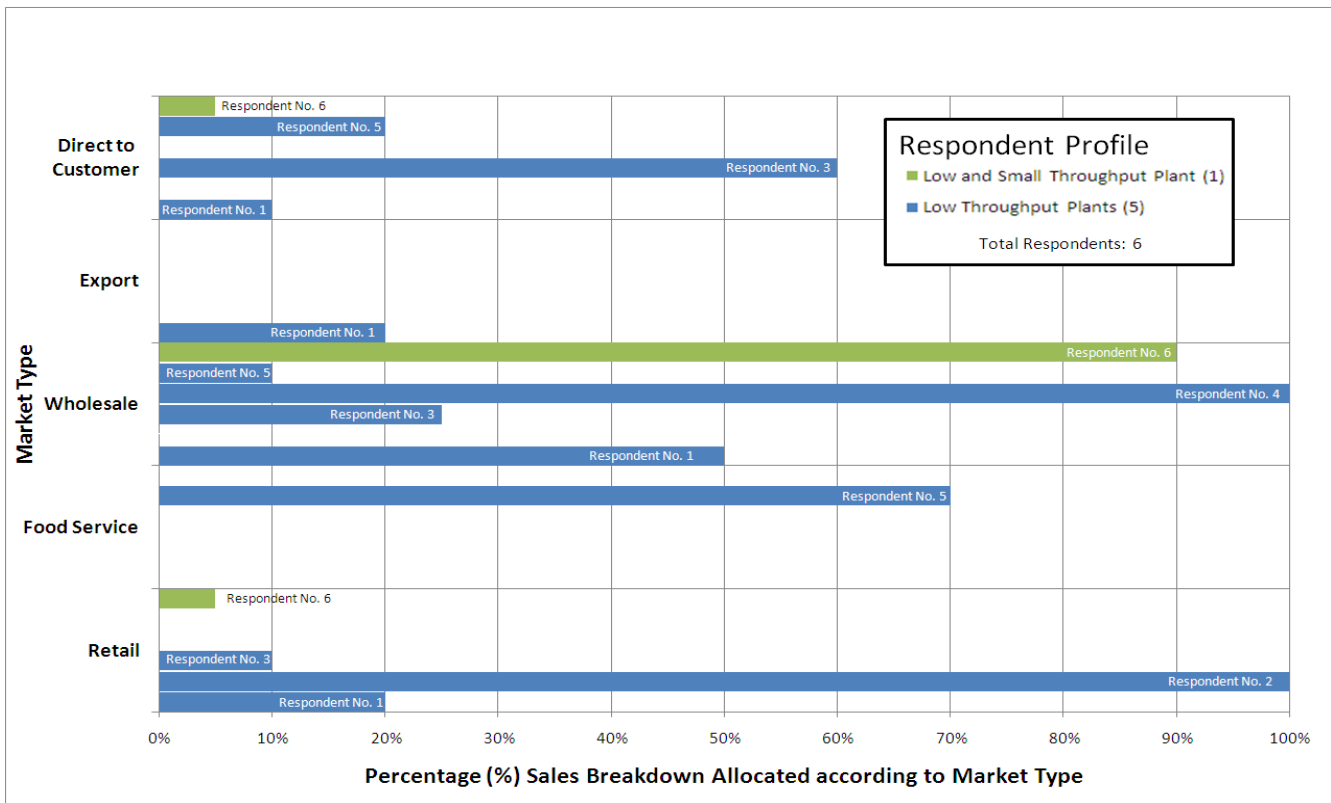 Respondent No. 6
Respondent No. 5
Direct to
Customer
Respondent No. 3
Respondent No. 1
Respondent Profile
Low and Small Throughput Plant (1)
Low Throughput Plants (5)
Total Respondents: 6
Export
Respondent No. 1
Market Type
Respondent No. 6
Respondent No. 5
Respondent No. 4
Wholesale
Respondent No. 3
Respondent No. 1
Respondent No. 5
Food Service
Respondent No. 6
Retail
Respondent No. 3
Respondent No. 2
Respondent No. 1
0% 10% 20% 30% 40% 50% 60% 70% 80% 90% 100%
Percentage (%) Sales Breakdown Allocated according to Market Type